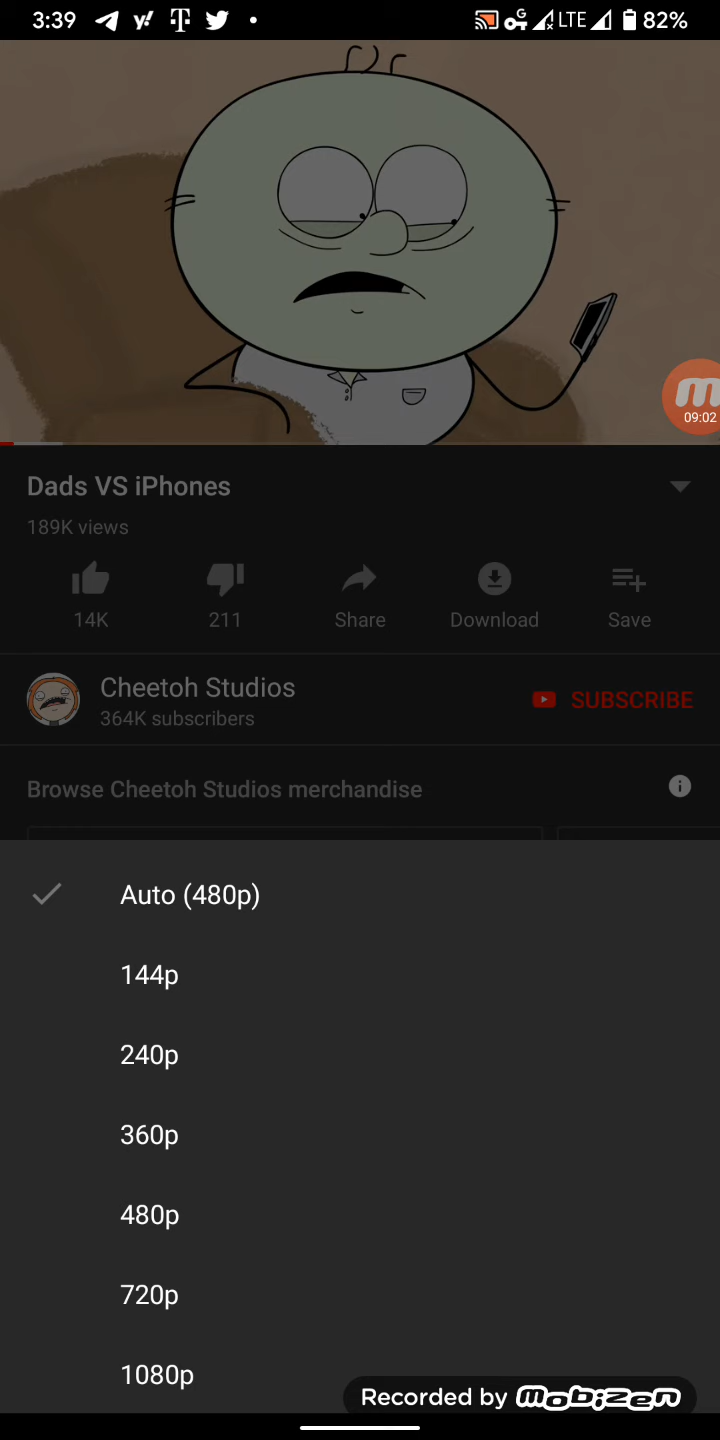 3:39
LTE 82%
09:02
Dads VS iPhones
189K views
14K 211 Share Download Save
Cheetoh Studios
364K subscribers
SUBSCRIBE
Browse Cheetoh Studios merchandise
Auto (480p)
144p
240p
360p
480p
720p
1080p
Recorded by mobizen